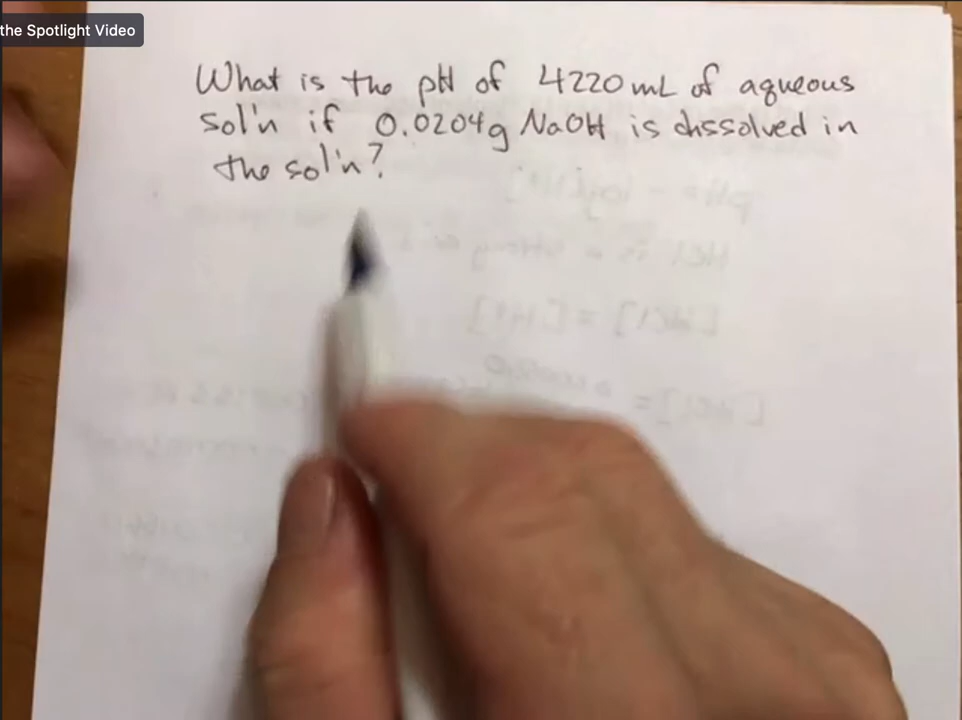 the Spotlight Video
What is the pH of 4220 mL of aqueous
sol'n if 0.0204g NaOH is dissolved in
the sol'n?